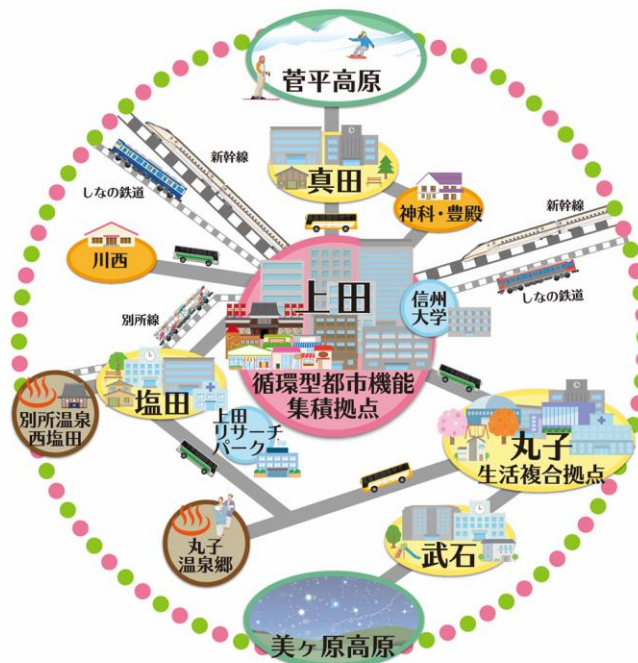 菅平高原
新幹線
しなの鉄道
真田
神科・豊殿
新幹線
しなの鉄道
川西
上田
循環型都市機能
集積拠点
信州
大学
別所線
塩田
別所温泉
西塩田
上田
リサーチ
パーク
丸子
生活複合拠点
丸子
温泉郷
武石
美ヶ原高原